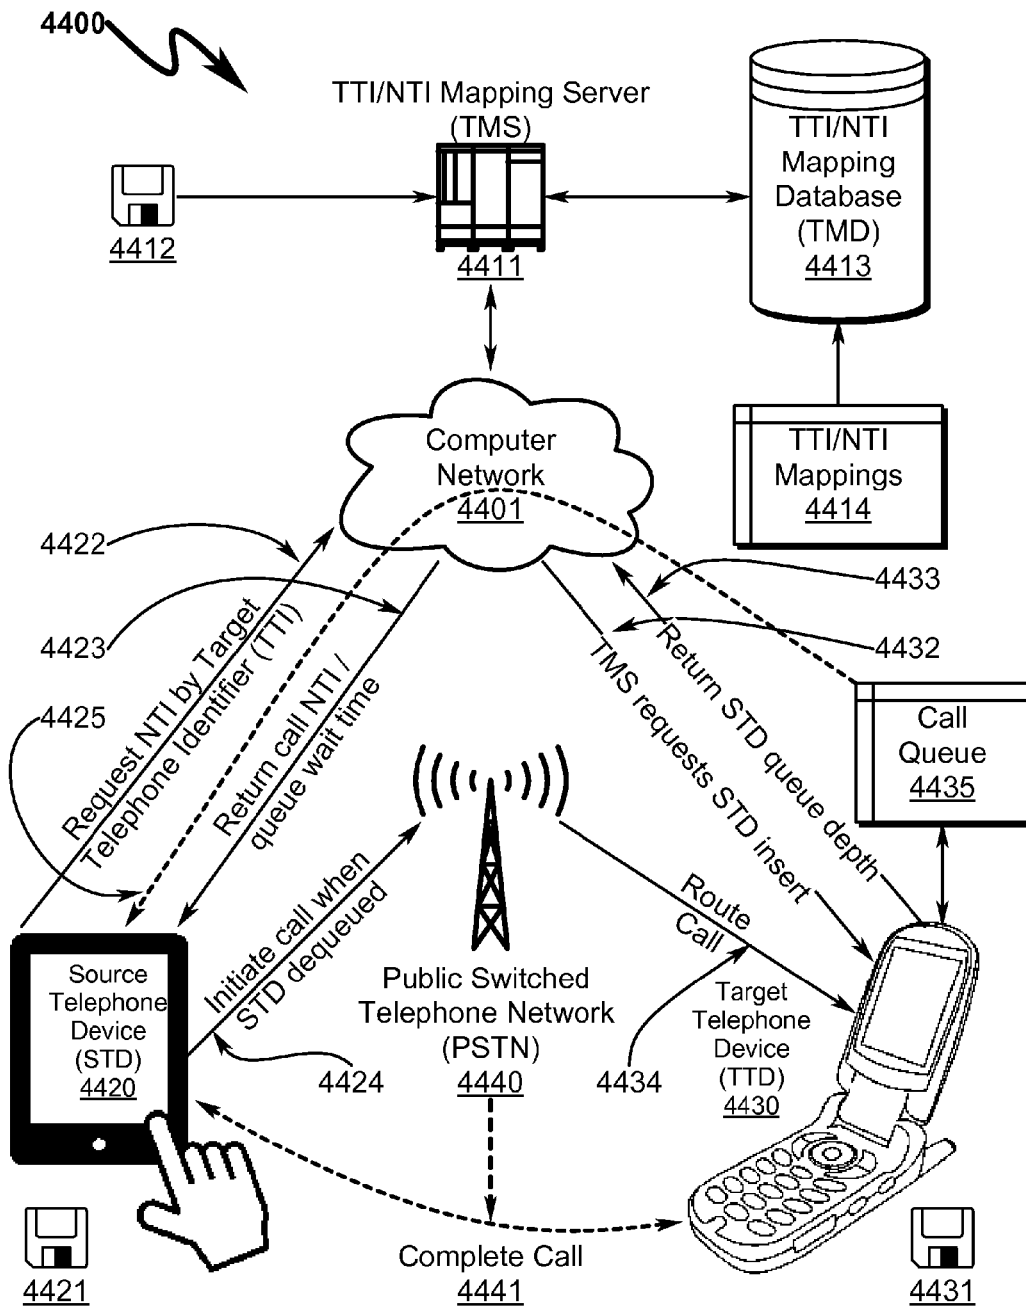 4400
TTI/NTI Mapping Server
(TMS)
4411
4412
TTI/NTI
Mapping
Database
(TMD)
4413
TTI/NTI
Mappings
4414
Computer
Network
4401
4422
4423
4425
4433
4432
Request NTI by Target
Telephone Identifier (TTI)
Return call NTI /
queue wait time
TMS requests STD insert
Return STD queue depth
Call
Queue
4435
Initiate call when
STD dequeued
Route
Call
Source
Telephone
Device
(STD)
4420
Public Switched
Telephone Network
(PSTN)
4440
4424
4434
Target
Telephone
Device
(TTD)
4430
Complete Call
4441
4421
4431